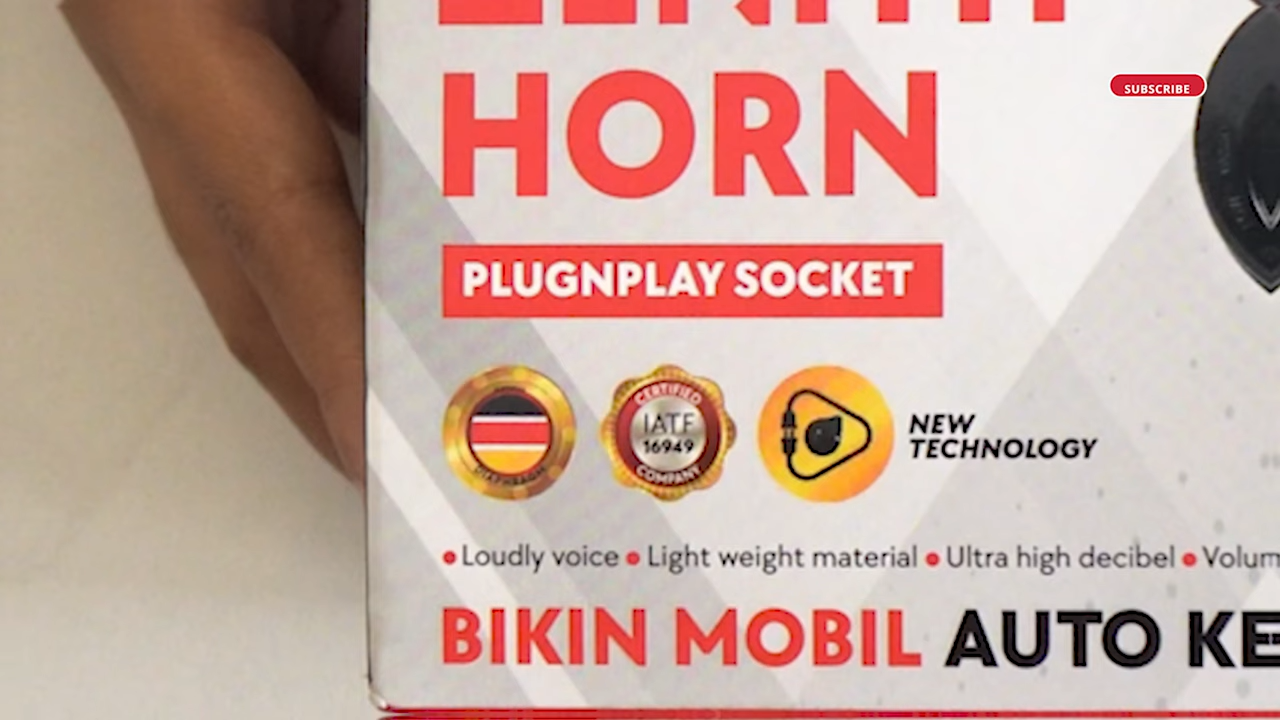 HORN
SUBSCRIBE
PLUGNPLAY SOCKET
CERTIFIED
IATF
16949
COMPANY
DIAPHRAGM
NEW
TECHNOLOGY
Loudly voice Light weight material Ultra high decibel
BIKIN MOBIL AUTO